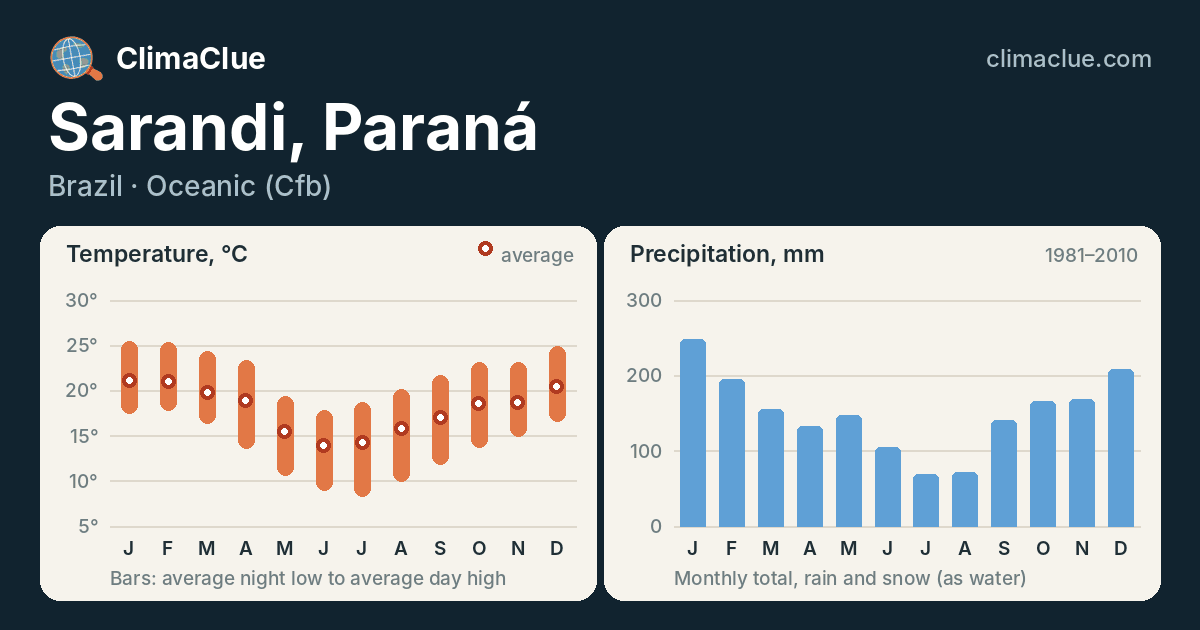 ClimaClue
climaclue.com
Sarandi, Paraná
Brazil · Oceanic (Cfb)
Temperature, °C
average
30°
25°
20°
15°
10°
5°
J F M A M J J A S O N D
Bars: average night low to average day high
Precipitation, mm
1981–2010
300
200
100
0
J F M A M J J A S O N D
Monthly total, rain and snow (as water)